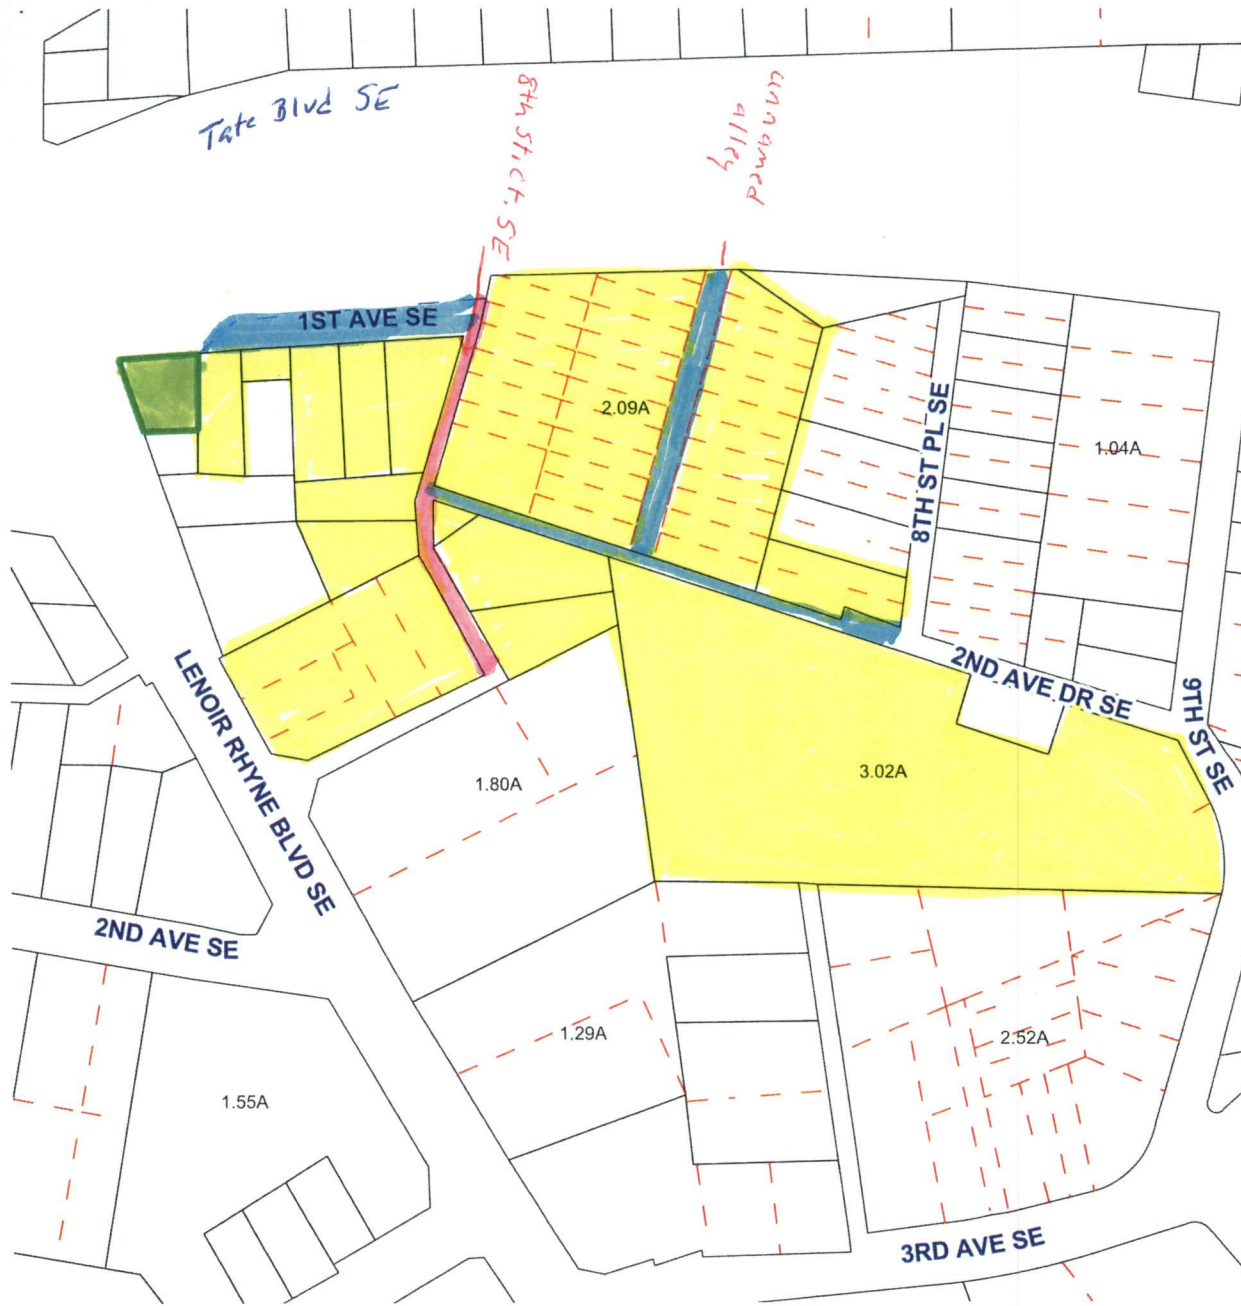 Tate Blvd SE
8th St. Ct. SE
unnamed
alley
1ST AVE SE
2.09A
8TH ST PL SE
1.04A
2ND AVE DR SE
9TH ST SE
LENOIR RHYNE BLVD SE
1.80A
3.02A
2ND AVE SE
1.29A
2.52A
1.55A
3RD AVE SE